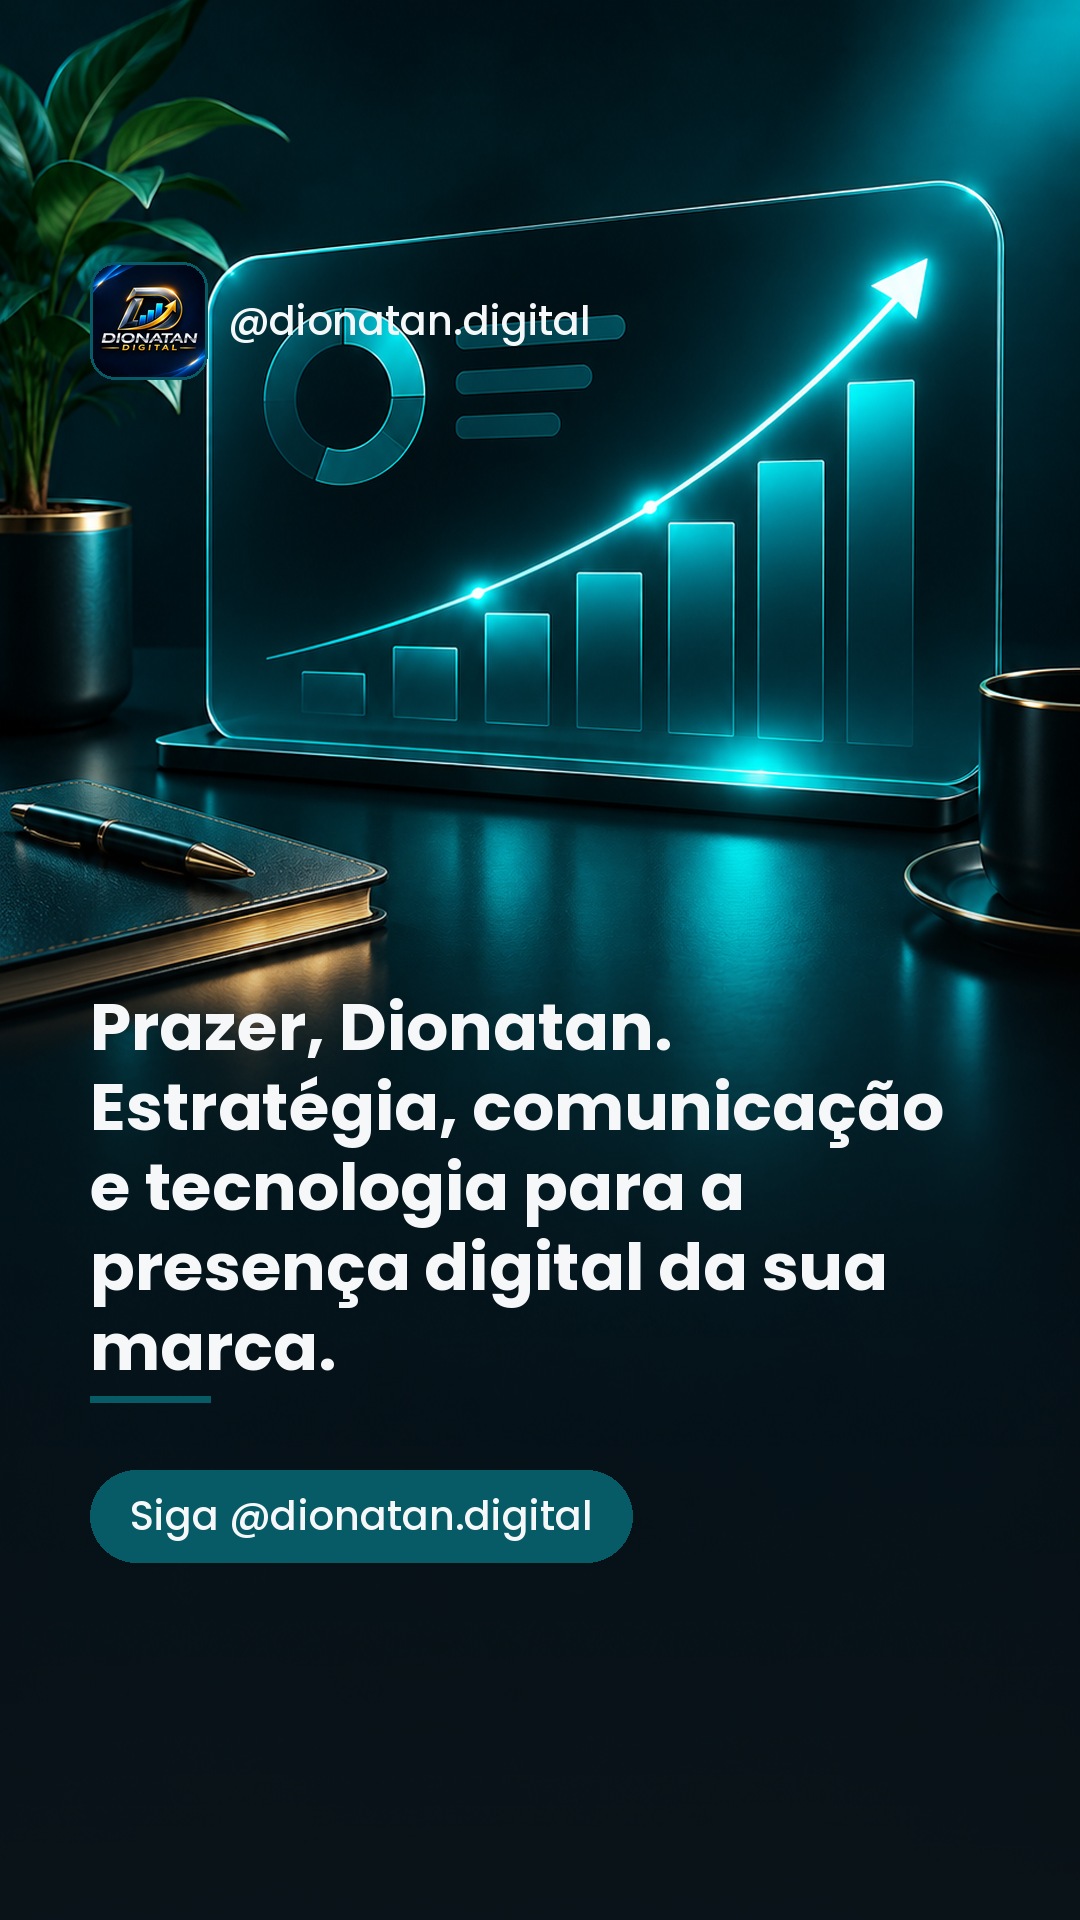 DIONATAN
DIGITAL
@dionatan.digital
Prazer, Dionatan.
Estratégia, comunicação
e tecnologia para a
presença digital da sua
marca.
Siga @dionatan.digital